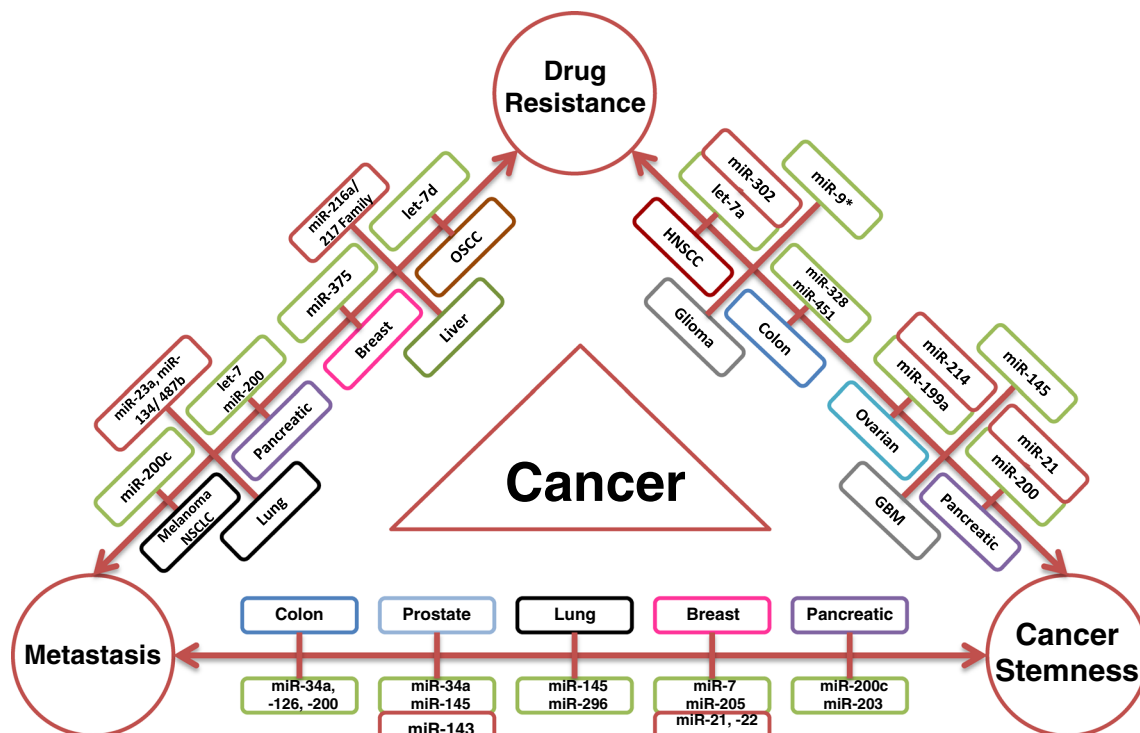 Drug
Resistance
miR-216a/
217 Family
let-7d
OSCC
miR-375
Breast
Liver
miR-23a, miR-
134/ 487b
let-7
miR-200
Pancreatic
miR-200c
Melanoma
NSCLC
Lung
miR-302
let-7a
miR-9*
HNSCC
Glioma
miR-328
miR-451
Colon
miR-214
miR-199a
miR-145
Ovarian
miR-21
miR-200
GBM
Pancreatic
Cancer
Metastasis
Cancer
Stemness
Colon
Prostate
Lung
Breast
Pancreatic
miR-34a,
-126, -200
miR-34a
miR-145
miR-143
miR-145
miR-296
miR-7
miR-205
miR-21, -22
miR-200c
miR-203